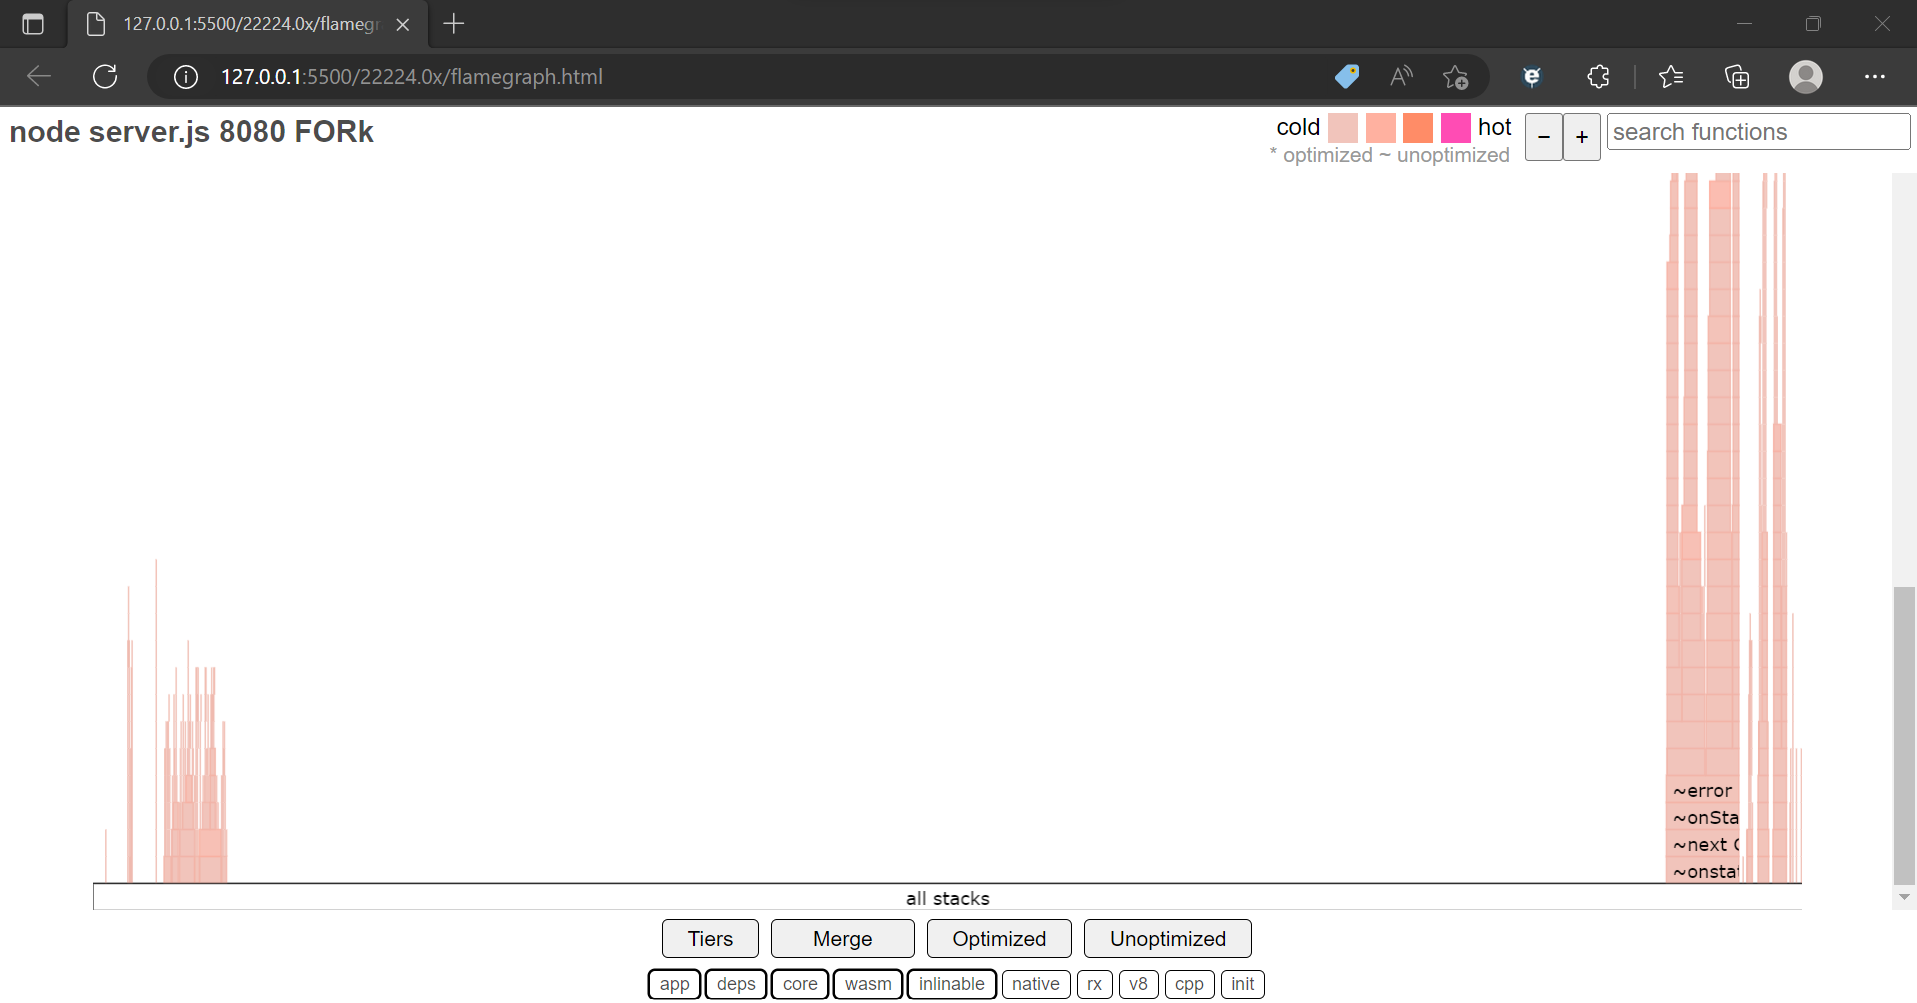 127.0.0.1:5500/22224.0x/flamegr
127.0.0.1:5500/22224.0x/flamegraph.html
node server.js 8080 FORk
cold hot
* optimized ~ unoptimized
− +
search functions
~error
~onSta
~next
~onsta
all stacks
Tiers Merge Optimized Unoptimized
app deps core wasm inlinable native rx v8 cpp init